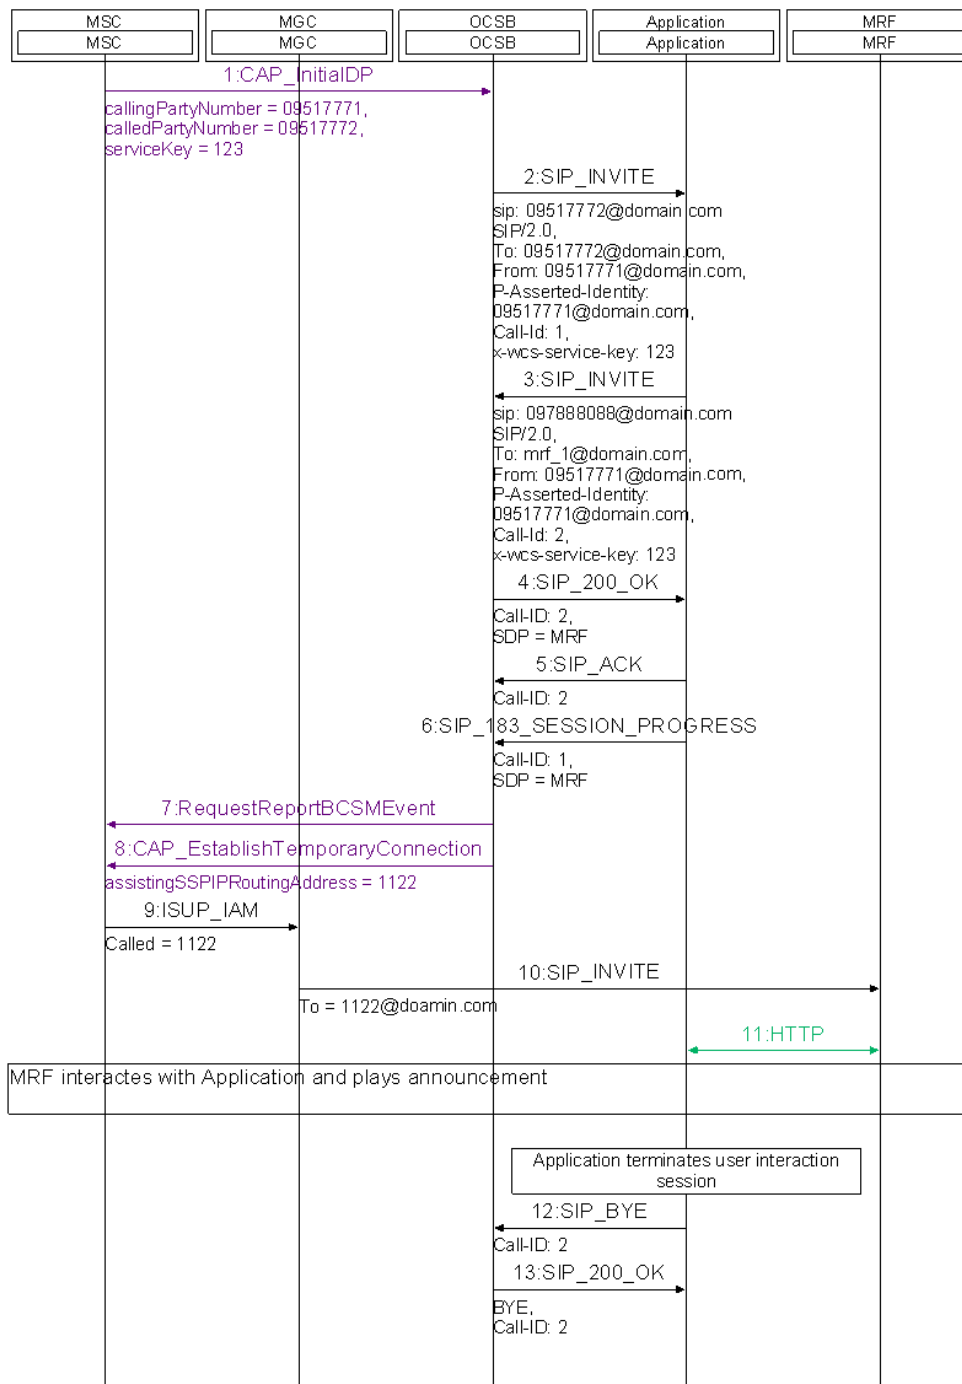 MSC MGC OCSB Application MRF
MSC MGC OCSB Application MRF
1:CAP_InitialDP
callingPartyNumber = 09517771,
calledPartyNumber = 09517772,
serviceKey = 123
2:SIP_INVITE
sip: 09517772@domain.com
SIP/2.0,
To: 09517772@domain.com,
From: 09517771@domain.com,
P-Asserted-Identity:
09517771@domain.com,
Call-Id: 1,
x-wcs-service-key: 123
3:SIP_INVITE
sip: 097888088@domain.com
SIP/2.0,
To: mrf_1@domain.com,
From: 09517771@domain.com,
P-Asserted-Identity:
09517771@domain.com,
Call-Id: 2,
x-wcs-service-key: 123
4:SIP_200_OK
Call-ID: 2,
SDP = MRF
5:SIP_ACK
Call-ID: 2
6:SIP_183_SESSION_PROGRESS
Call-ID: 1,
SDP = MRF
7:RequestReportBCSMEvent
8:CAP_EstablishTemporaryConnection
assistingSSPIPRoutingAddress = 1122
9:ISUP_IAM
Called = 1122
10:SIP_INVITE
To = 1122@doamin.com
11:HTTP
MRF interactes with Application and plays announcement
Application terminates user interaction
session
12:SIP_BYE
Call-ID: 2
13:SIP_200_OK
BYE,
Call-ID: 2